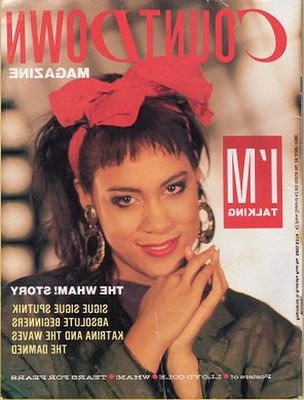 COUNTDOWN
MAGAZINE
I'M
TALKING
THE WHAM! STORY
SIGUE SIGUE SPUTNIK
ABSOLUTE BEGINNERS
KATRINA AND THE WAVES
THE DAMNED
Posters of • LLOYD COLE • WHAM! • TEARS FOR FEARS